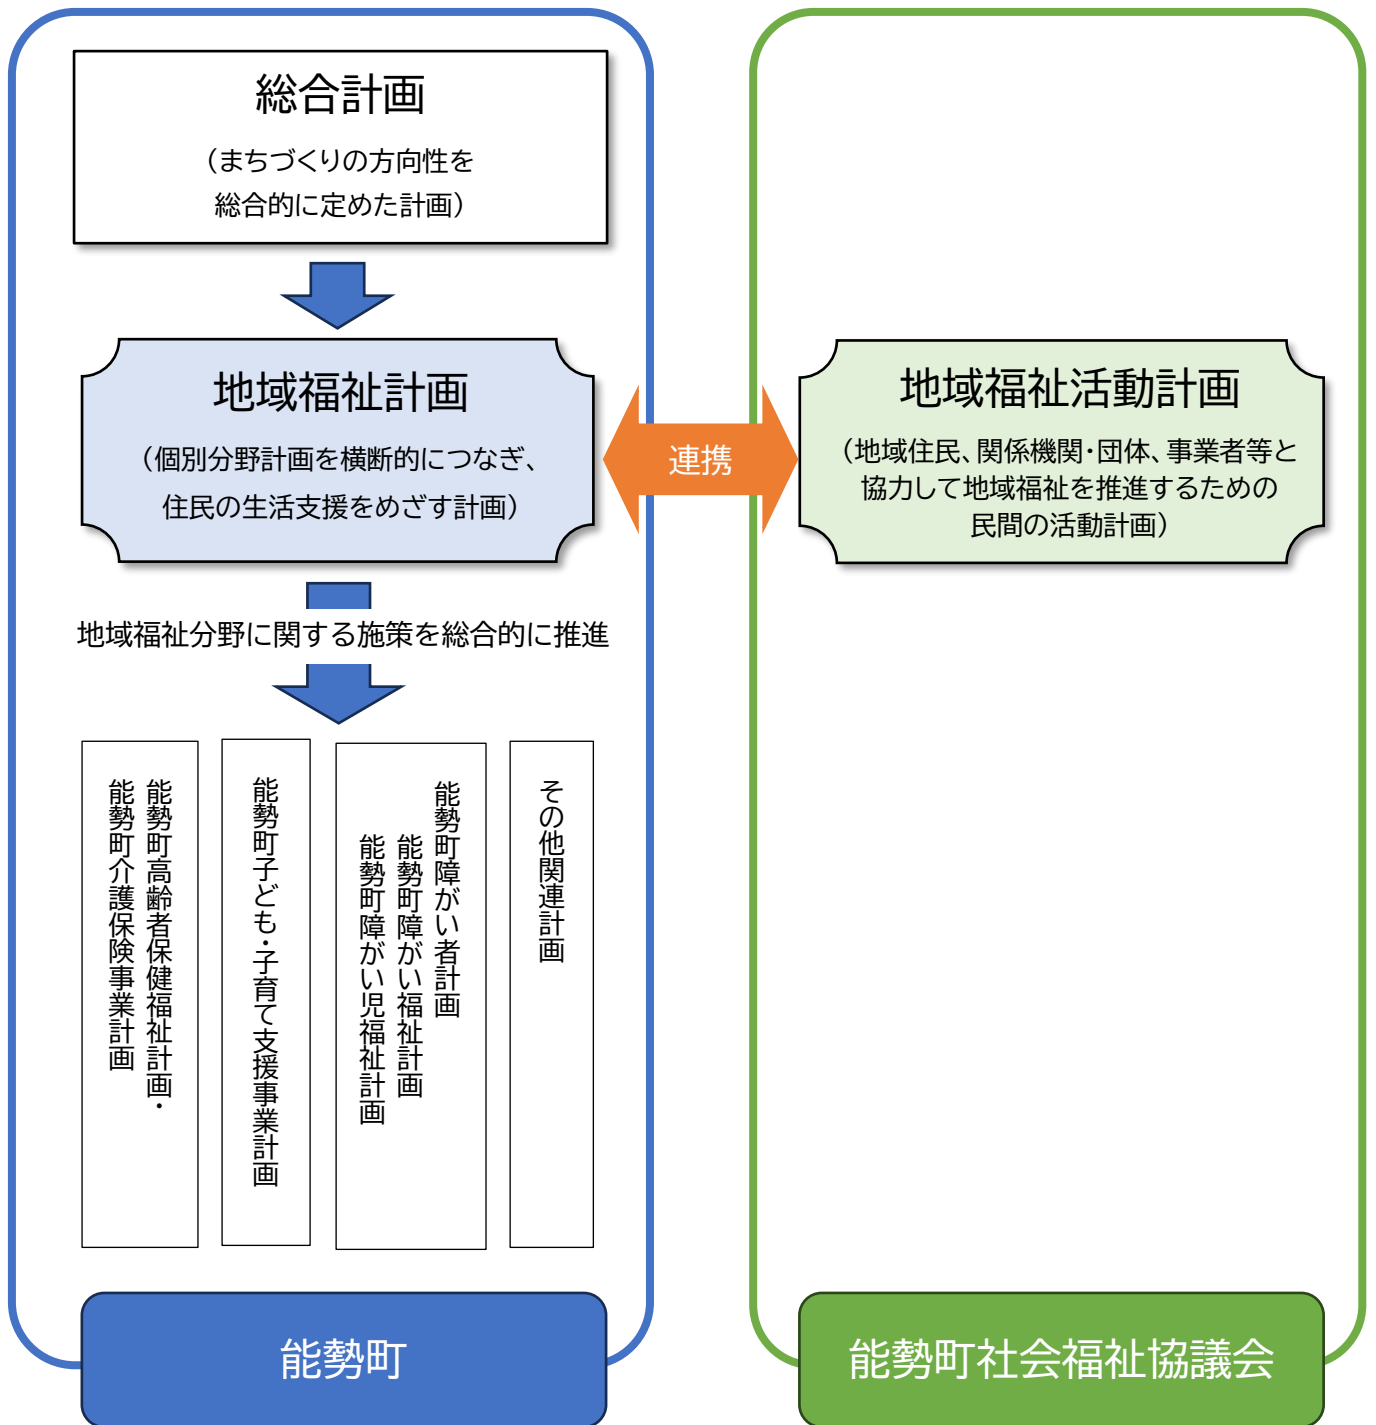 総合計画
（まちづくりの方向性を
総合的に定めた計画）
地域福祉計画
（個別分野計画を横断的につなぎ、
住民の生活支援をめざす計画）
連携
地域福祉活動計画
（地域住民、関係機関・団体、事業者等と
協力して地域福祉を推進するための
民間の活動計画）
地域福祉分野に関する施策を総合的に推進
能勢町高齢者保健福祉計画・
能勢町介護保険事業計画
能勢町子ども・子育て支援事業計画
能勢町障がい者計画
能勢町障がい福祉計画
能勢町障がい児福祉計画
その他関連計画
能勢町
能勢町社会福祉協議会